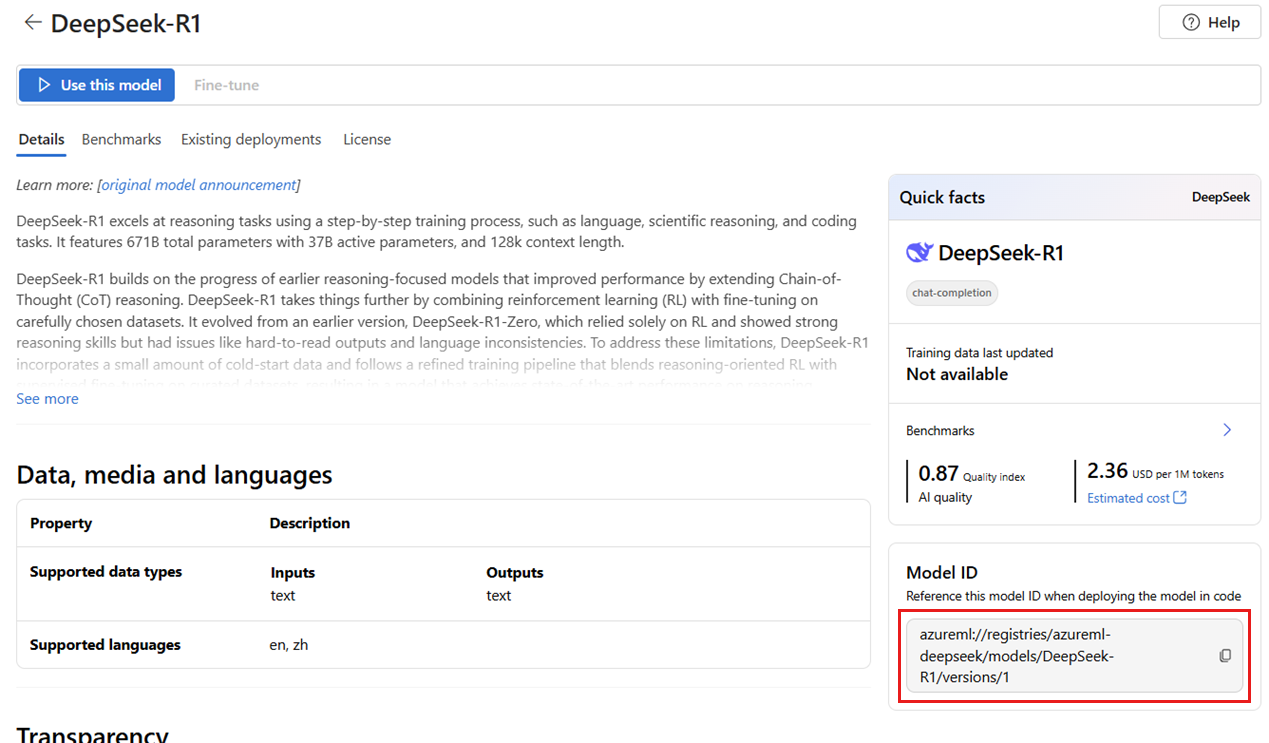 DeepSeek-R1
Help
Use this model
Fine-tune
Details
Benchmarks
Existing deployments
License
Learn more: [original model announcement]
DeepSeek-R1 excels at reasoning tasks using a step-by-step training process, such as language, scientific reasoning, and coding
tasks. It features 671B total parameters with 37B active parameters, and 128k context length.
DeepSeek-R1 builds on the progress of earlier reasoning-focused models that improved performance by extending Chain-of-
Thought (CoT) reasoning. DeepSeek-R1 takes things further by combining reinforcement learning (RL) with fine-tuning on
carefully chosen datasets. It evolved from an earlier version, DeepSeek-R1-Zero, which relied solely on RL and showed strong
reasoning skills but had issues like hard-to-read outputs and language inconsistencies. To address these limitations, DeepSeek-R1
incorporates a small amount of cold-start data and follows a refined training pipeline that blends reasoning-oriented RL with
See more
Data, media and languages
Property Description
Supported data types Inputs Outputs
text text
Supported languages en, zh
Transparency
Quick facts DeepSeek
DeepSeek-R1
chat-completion
Training data last updated
Not available
Benchmarks
0.87 Quality index
AI quality
2.36 USD per 1M tokens
Estimated cost
Model ID
Reference this model ID when deploying the model in code
azureml://registries/azureml-
deepseek/models/DeepSeek-
R1/versions/1